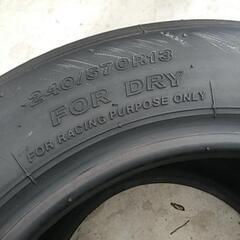 240/570R13
FOR DRY
FOR RACING PURPOSE ONLY